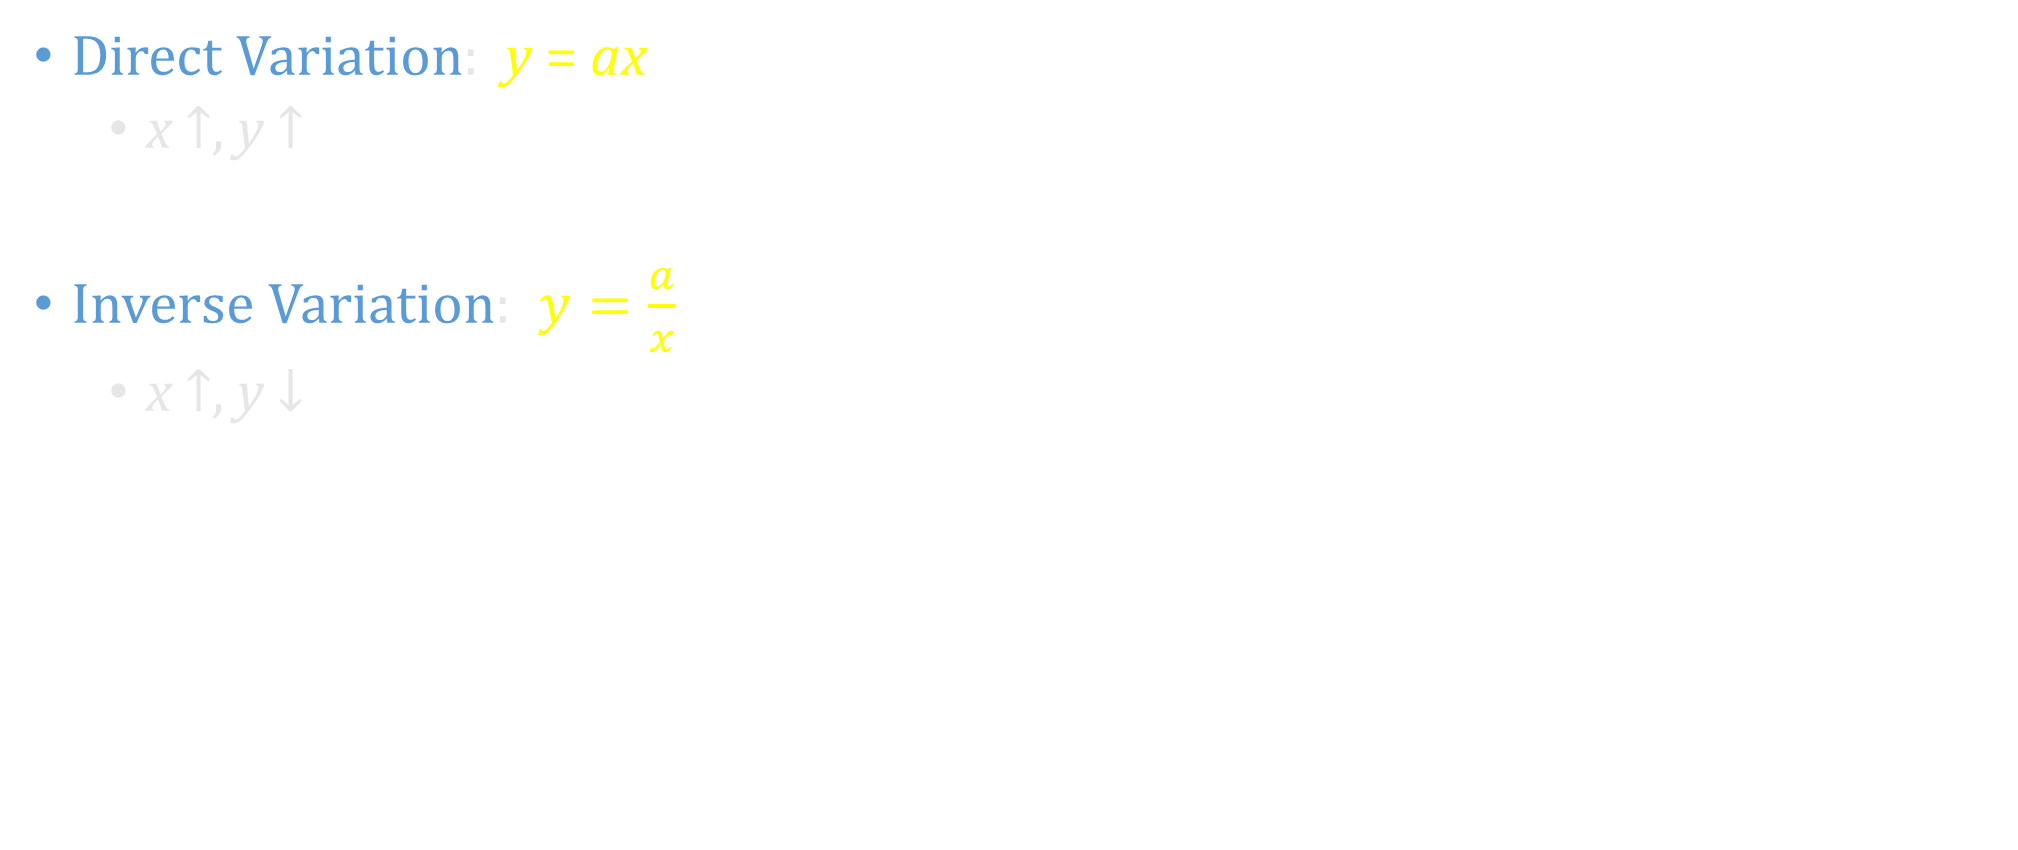 • Direct Variation: y = ax
• x ↑, y ↑
• Inverse Variation: y = a/x
• x ↑, y ↓